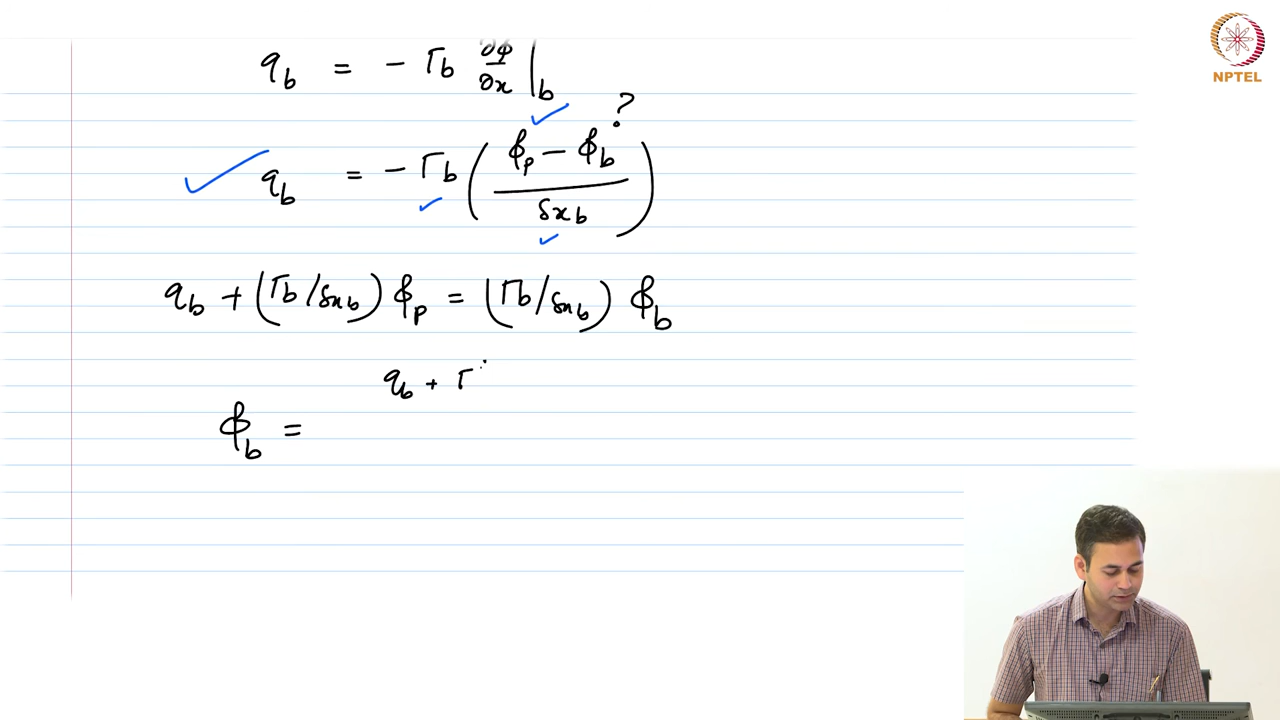 q_b = - Γ_b ∂φ/∂x |_b
?
q_b = - Γ_b ( φ_p - φ_b / δx_b )
q_b + (Γ_b/δx_b) φ_p = (Γ_b/δx_b) φ_b
q_b + Γ
φ_b =
NPTEL